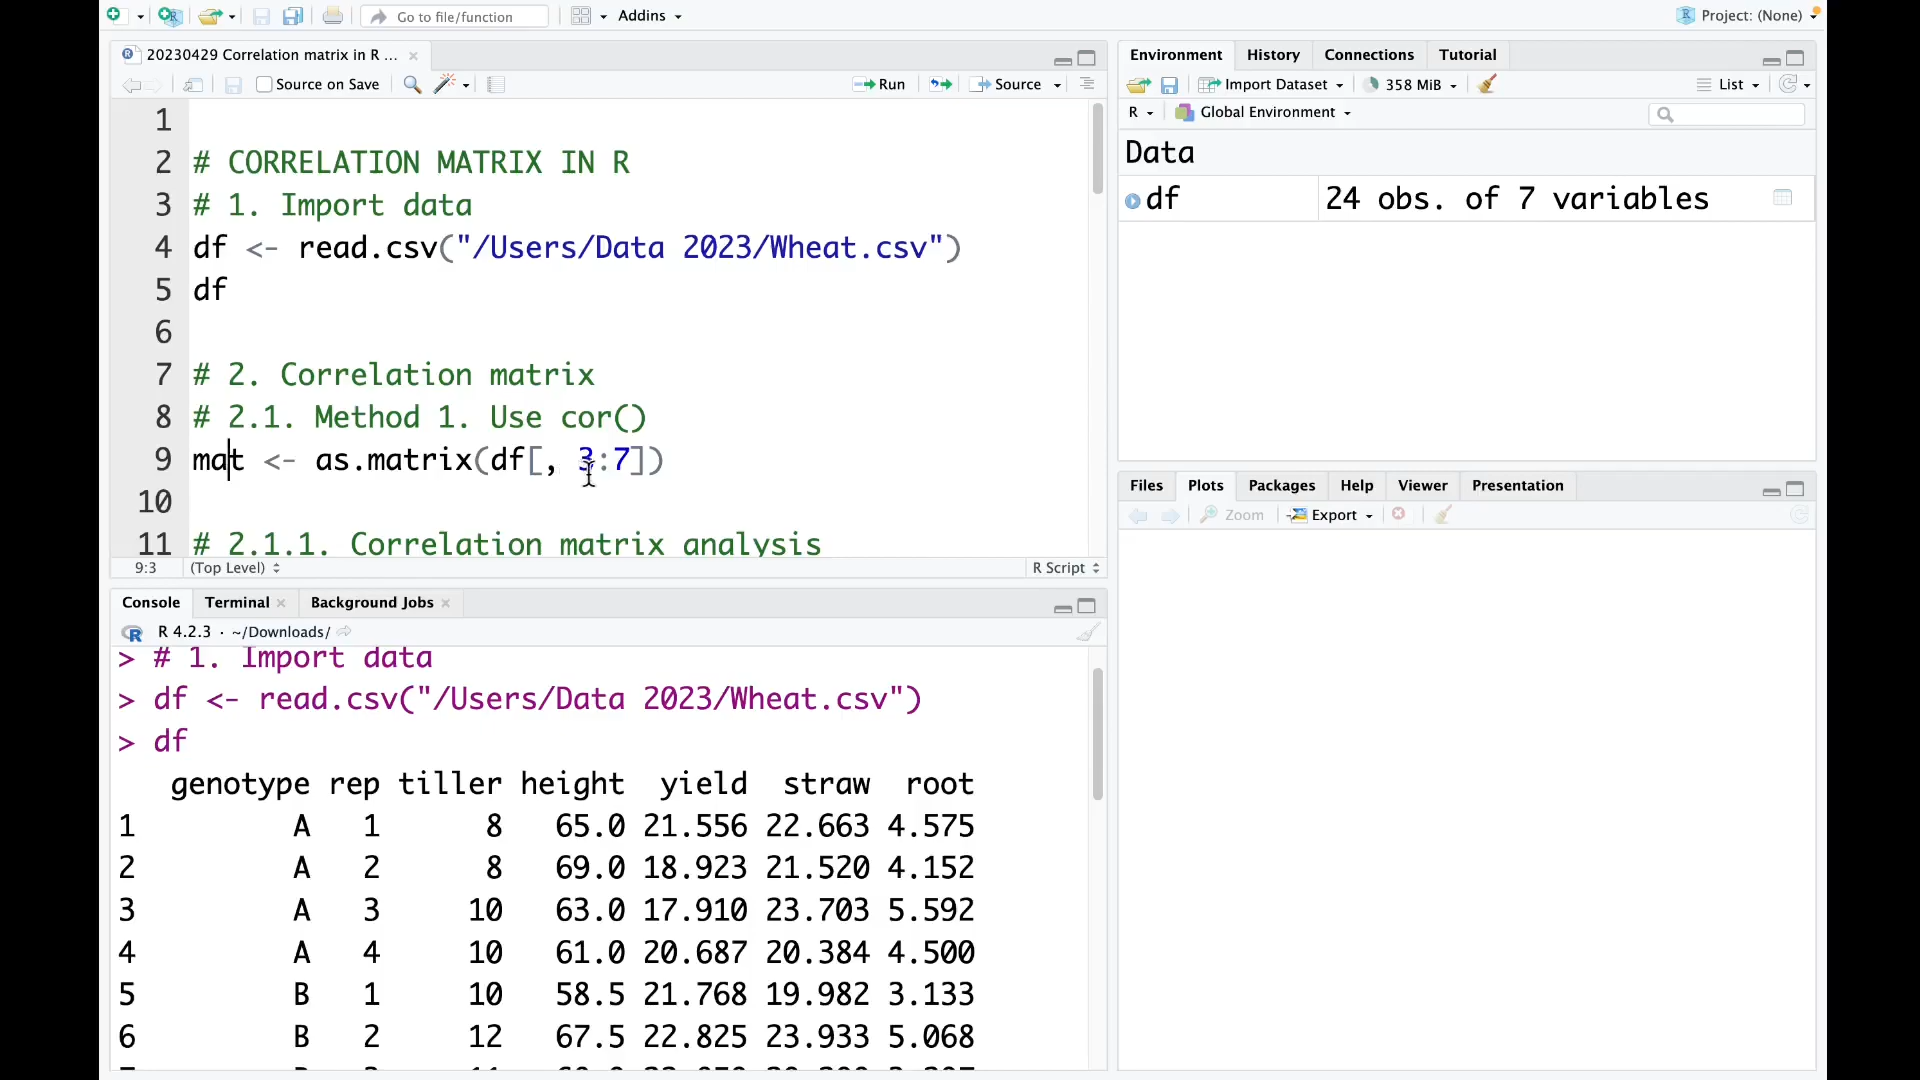 Go to file/function
Addins
Project: (None)
20230429 Correlation matrix in R ...
Source on Save
Run
Source
1
2 # CORRELATION MATRIX IN R
3 # 1. Import data
4 df <- read.csv("/Users/Data 2023/Wheat.csv")
5 df
6
7 # 2. Correlation matrix
8 # 2.1. Method 1. Use cor()
9 mat <- as.matrix(df[, 3:7])
10
11 # 2.1.1. Correlation matrix analysis
9:3 (Top Level) R Script
Console Terminal Background Jobs
R 4.2.3 · ~/Downloads/
> # 1. Import data
> df <- read.csv("/Users/Data 2023/Wheat.csv")
> df
genotype rep tiller height yield straw root
1 A 1 8 65.0 21.556 22.663 4.575
2 A 2 8 69.0 18.923 21.520 4.152
3 A 3 10 63.0 17.910 23.703 5.592
4 A 4 10 61.0 20.687 20.384 4.500
5 B 1 10 58.5 21.768 19.982 3.133
6 B 2 12 67.5 22.825 23.933 5.068
Environment History Connections Tutorial
Import Dataset 358 MiB List
R Global Environment
Data
df 24 obs. of 7 variables
Files Plots Packages Help Viewer Presentation
Zoom Export